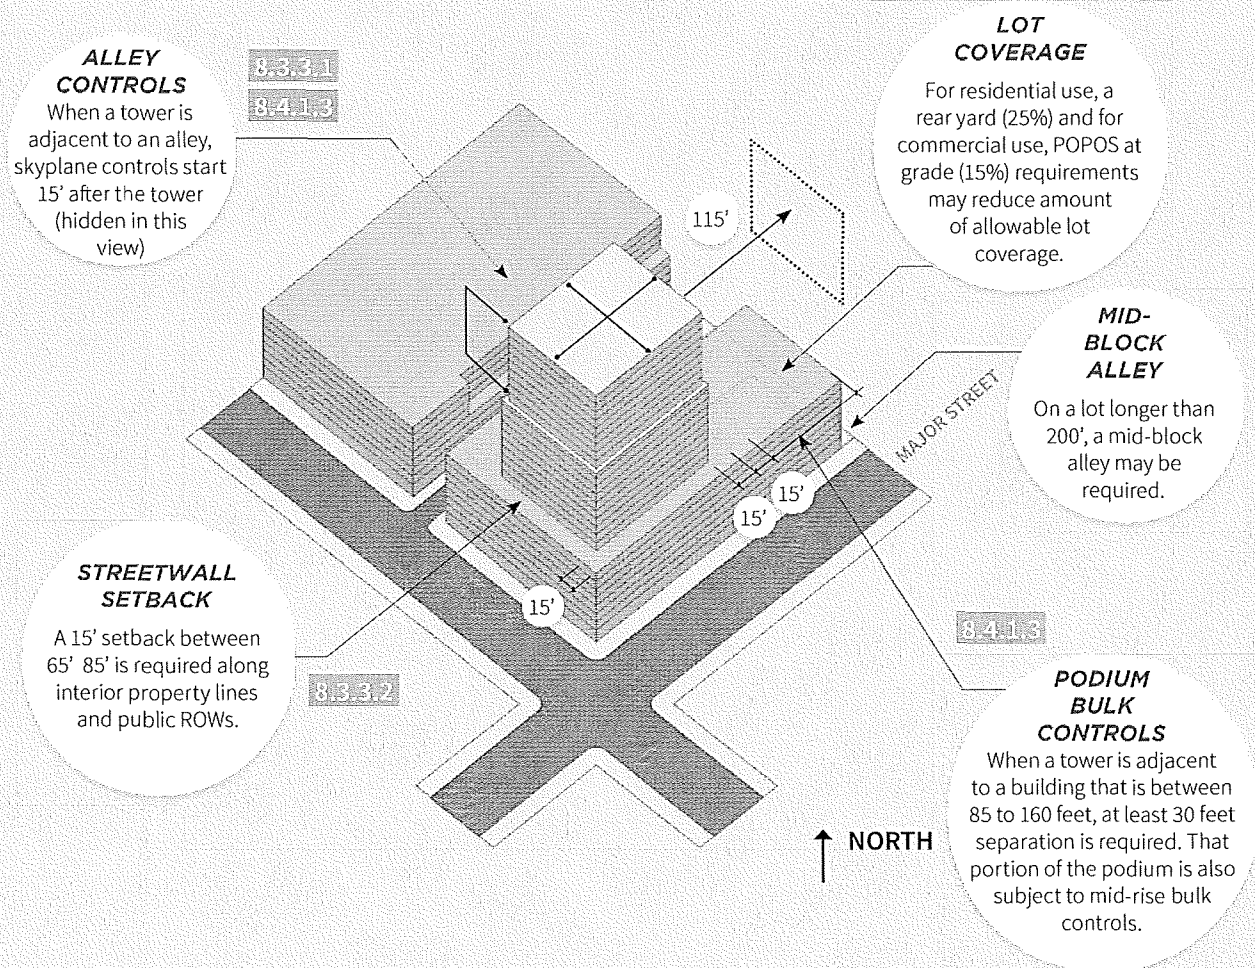 ALLEY
CONTROLS
When a tower is
adjacent to an alley,
skyplane controls start
15' after the tower
(hidden in this
view)
8.3.3.1
8.4.1.3
LOT
COVERAGE
For residential use, a
rear yard (25%) and for
commercial use, POPOS at
grade (15%) requirements
may reduce amount
of allowable lot
coverage.
115'
MID-
BLOCK
ALLEY
On a lot longer than
200', a mid-block
alley may be
required.
MAJOR STREET
15'
15'
15'
STREETWALL
SETBACK
A 15' setback between
65' 85' is required along
interior property lines
and public ROWs.
8.3.3.2
8.4.1.3
PODIUM
BULK
CONTROLS
When a tower is adjacent
to a building that is between
85 to 160 feet, at least 30 feet
separation is required. That
portion of the podium is also
subject to mid-rise bulk
controls.
NORTH